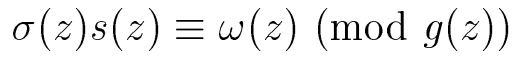 σ(z)s(z) ≡ ω(z) (mod g(z))